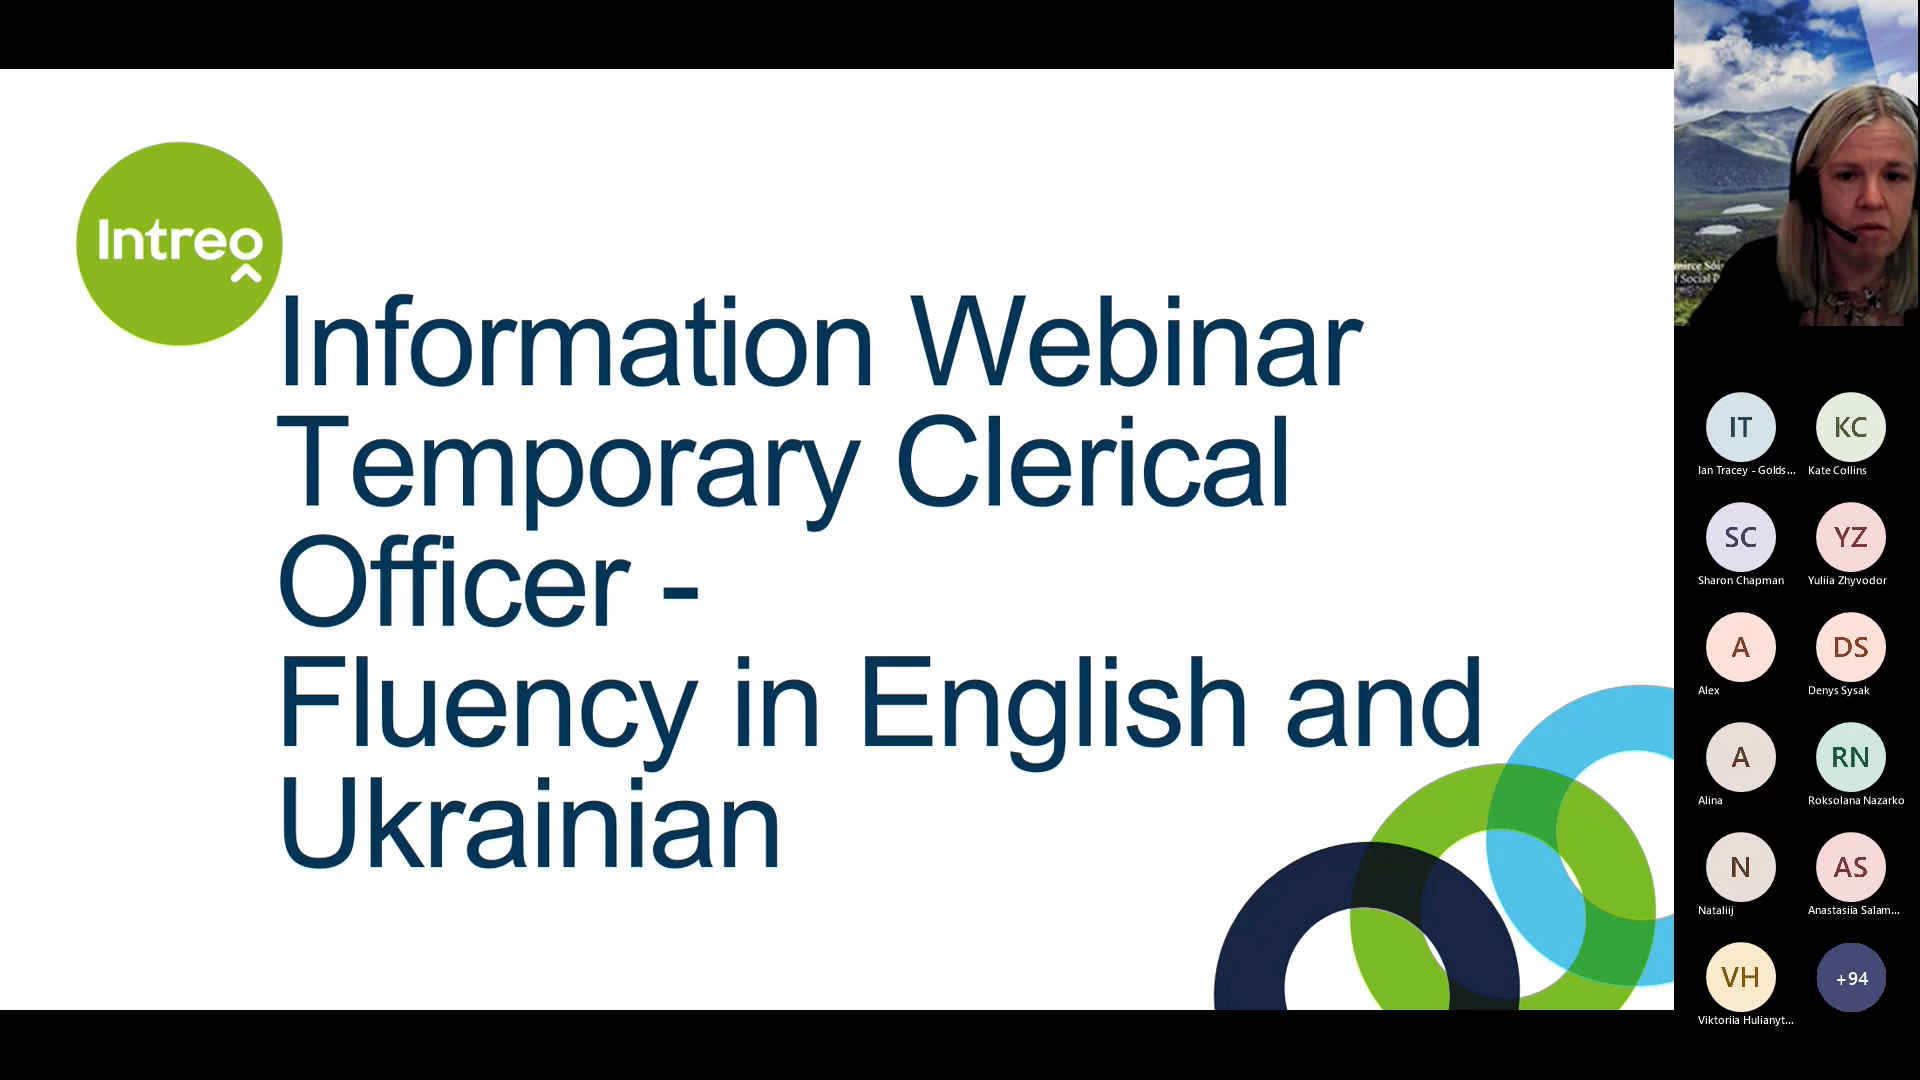 Intreo
Information Webinar
Temporary Clerical
Officer -
Fluency in English and
Ukrainian
IT
KC
Ian Tracey - Golds...
Kate Collins
SC
YZ
Sharon Chapman
Yuliia Zhyvodor
A
DS
Alex
Denys Sysak
A
RN
Alina
Roksolana Nazarko
N
AS
Nataliij
Anastasiia Salam...
VH
+94
Viktoriia Hulianyt...